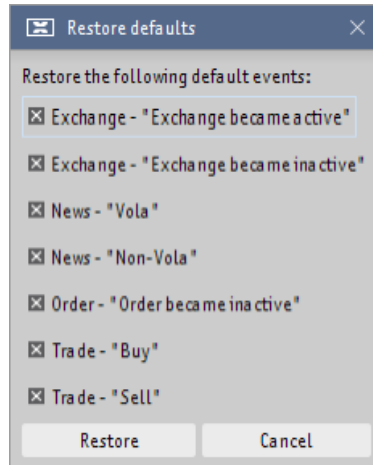 Restore defaults
Restore the following default events:
Exchange - "Exchange became active"
Exchange - "Exchange became inactive"
News - "Vola"
News - "Non-Vola"
Order - "Order became inactive"
Trade - "Buy"
Trade - "Sell"
Restore Cancel